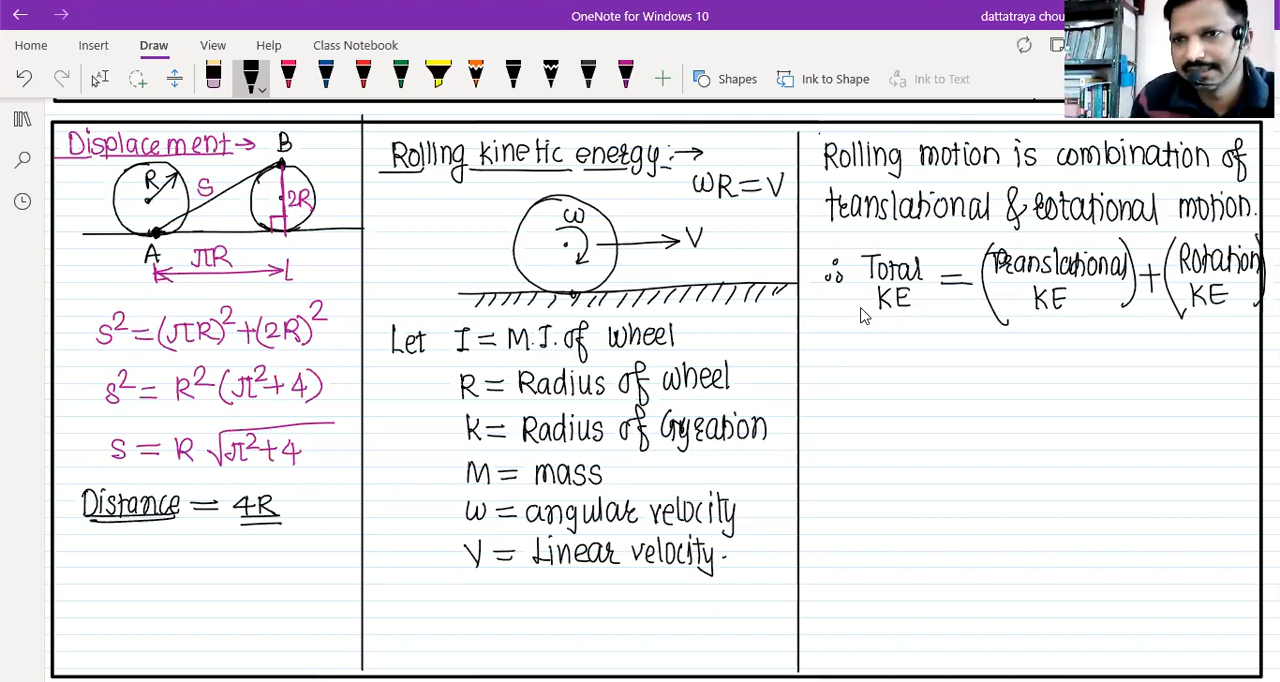 OneNote for Windows 10
dattatraya chou
Home Insert Draw View Help Class Notebook
Shapes Ink to Shape Ink to Text
Displacement →
B
R
S
2R
A
πR
S² = (πR)² + (2R)²
s² = R² (π² + 4)
s = R √π² + 4
Distance = 4R
Rolling kinetic energy :→
ωR = V
ω
V
Let I = M.I. of wheel
R = Radius of wheel
K = Radius of Gyration
M = mass
ω = angular velocity
V = Linear velocity.
Rolling motion is combination of
translational & rotational motion.
∴ Total KE = (Translational KE) + (Rotation KE)